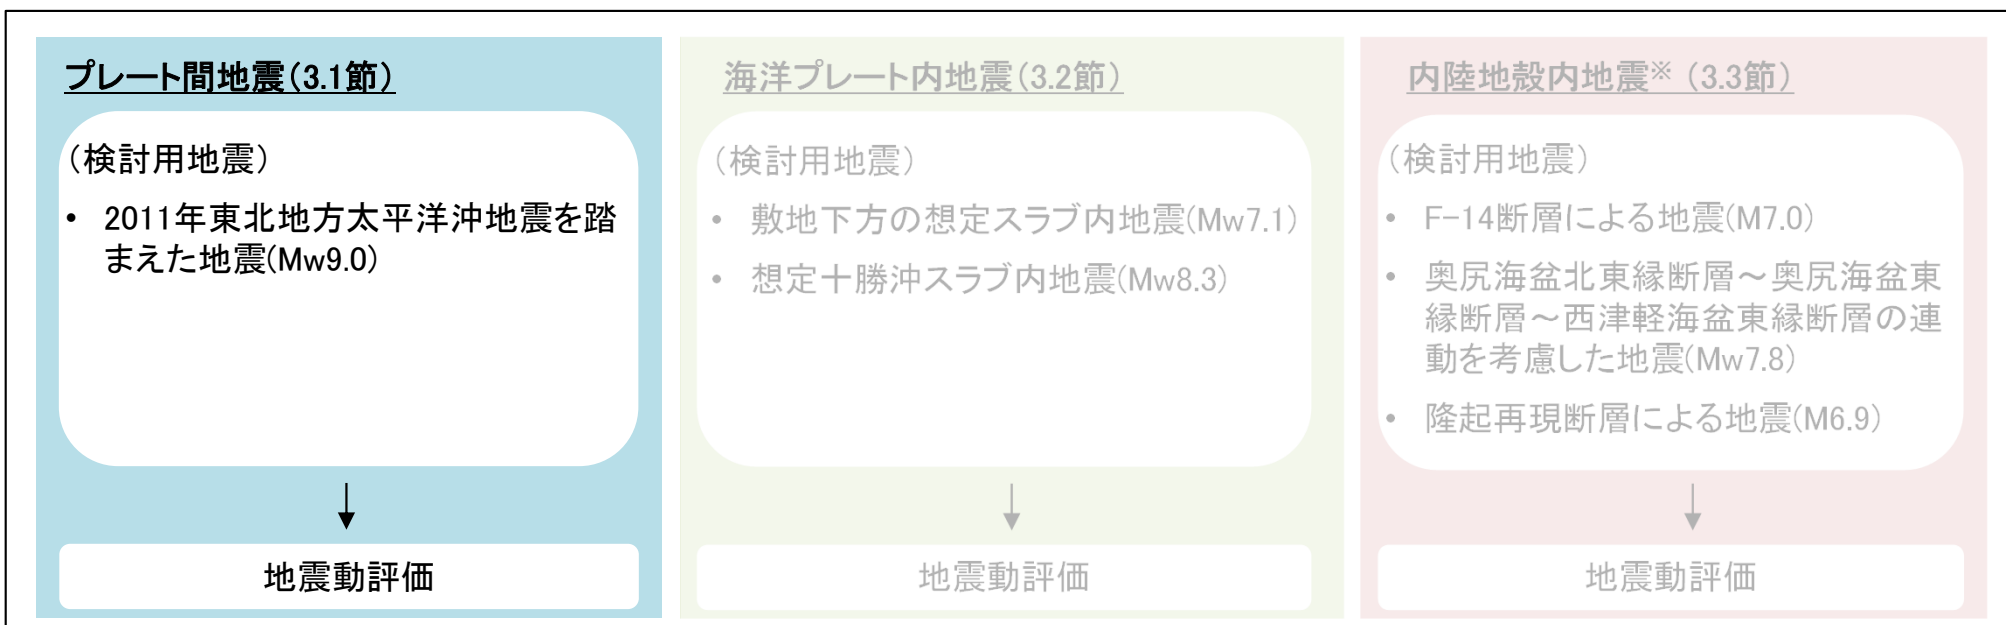 プレート間地震(3.1節)
(検討用地震)
• 2011年東北地方太平洋沖地震を踏
まえた地震(Mw9.0)
地震動評価
海洋プレート内地震(3.2節)
(検討用地震)
• 敷地下方の想定スラブ内地震(Mw7.1)
• 想定十勝沖スラブ内地震(Mw8.3)
地震動評価
内陸地殻内地震※ (3.3節)
(検討用地震)
• F-14断層による地震(M7.0)
• 奥尻海盆北東縁断層～奥尻海盆東
縁断層～西津軽海盆東縁断層の連
動を考慮した地震(Mw7.8)
• 隆起再現断層による地震(M6.9)
地震動評価